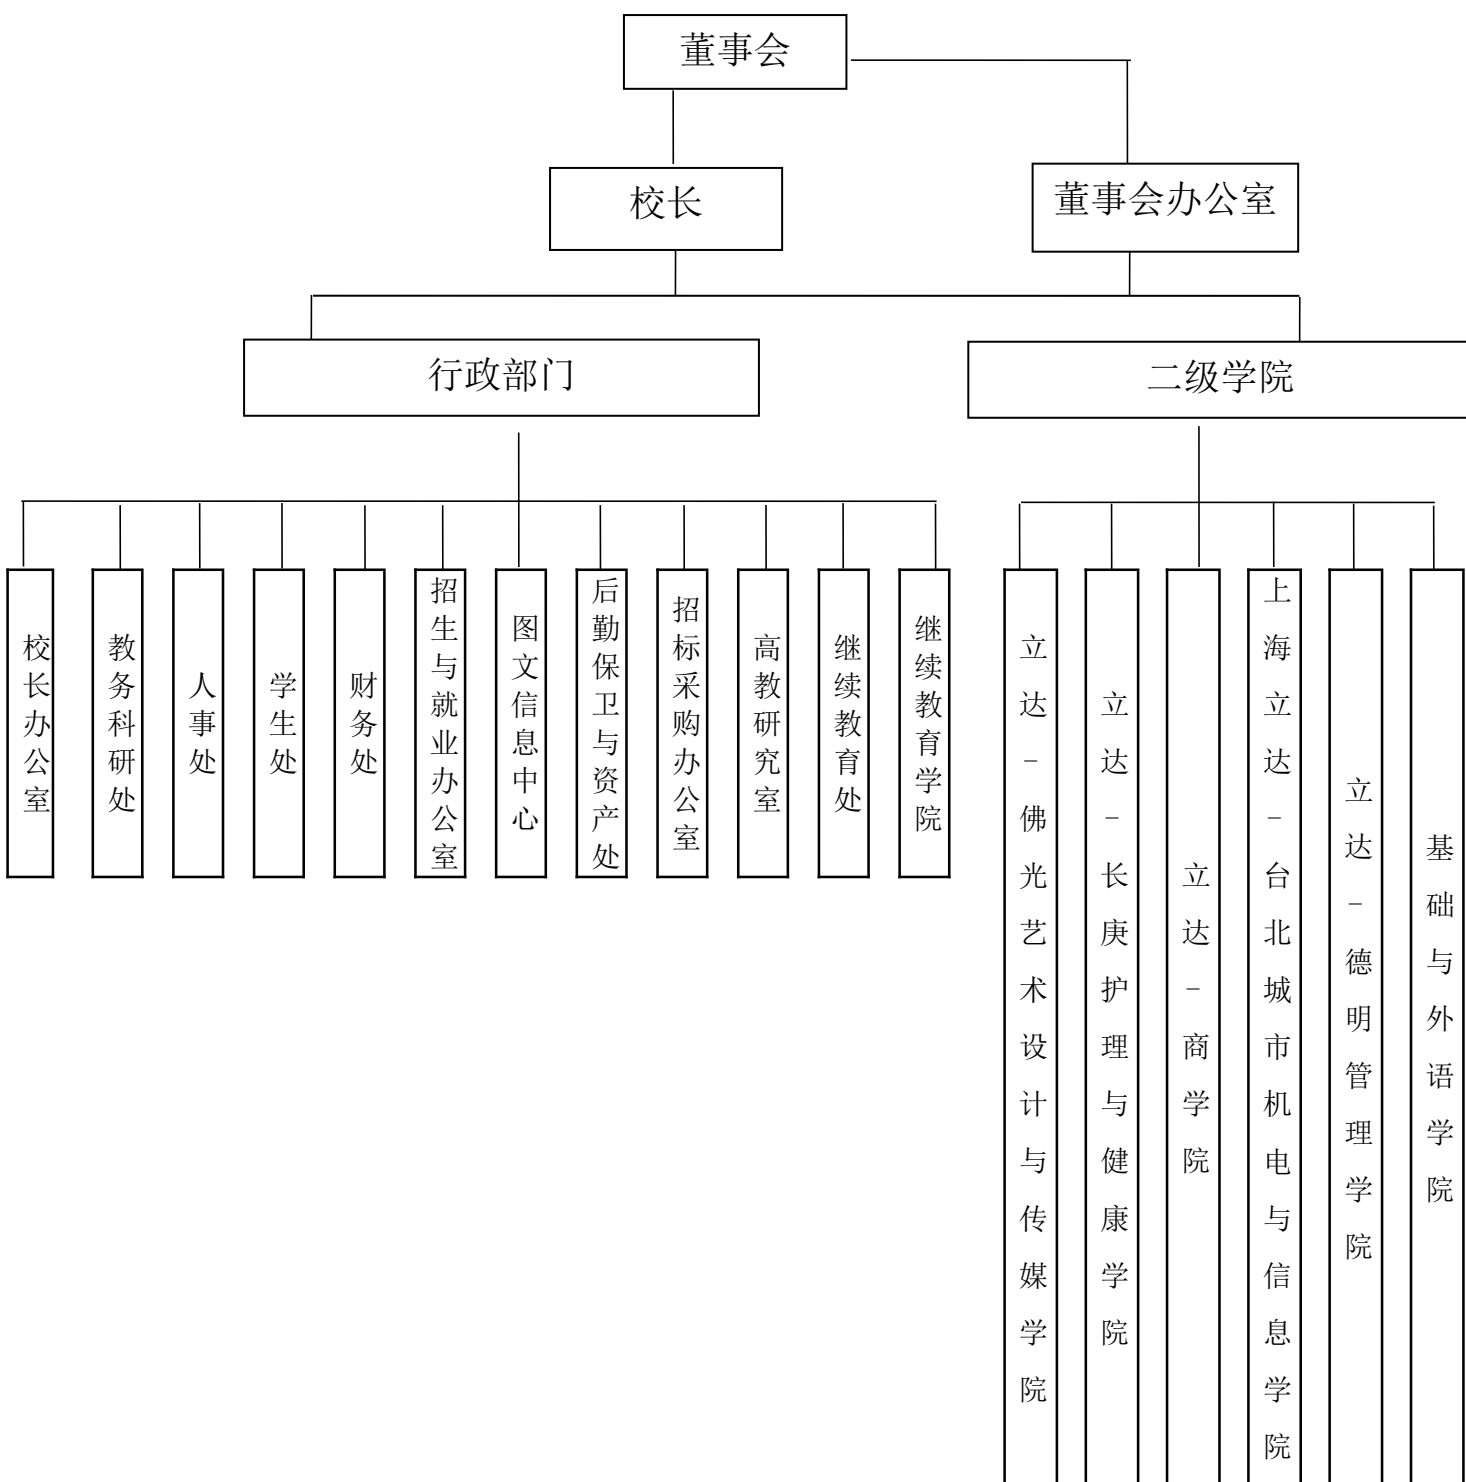 董事会
校长
董事会办公室
行政部门
二级学院
校长办公室
教务科研处
人事处
学生处
财务处
招生与就业办公室
图文信息中心
后勤保卫与资产处
招标采购办公室
高教研究室
继续教育处
继续教育学院
立达-佛光艺术设计与传媒学院
立达-长庚护理与健康学院
立达-商学院
上海立达-台北城市机电与信息学院
立达-德明管理学院
基础与外语学院